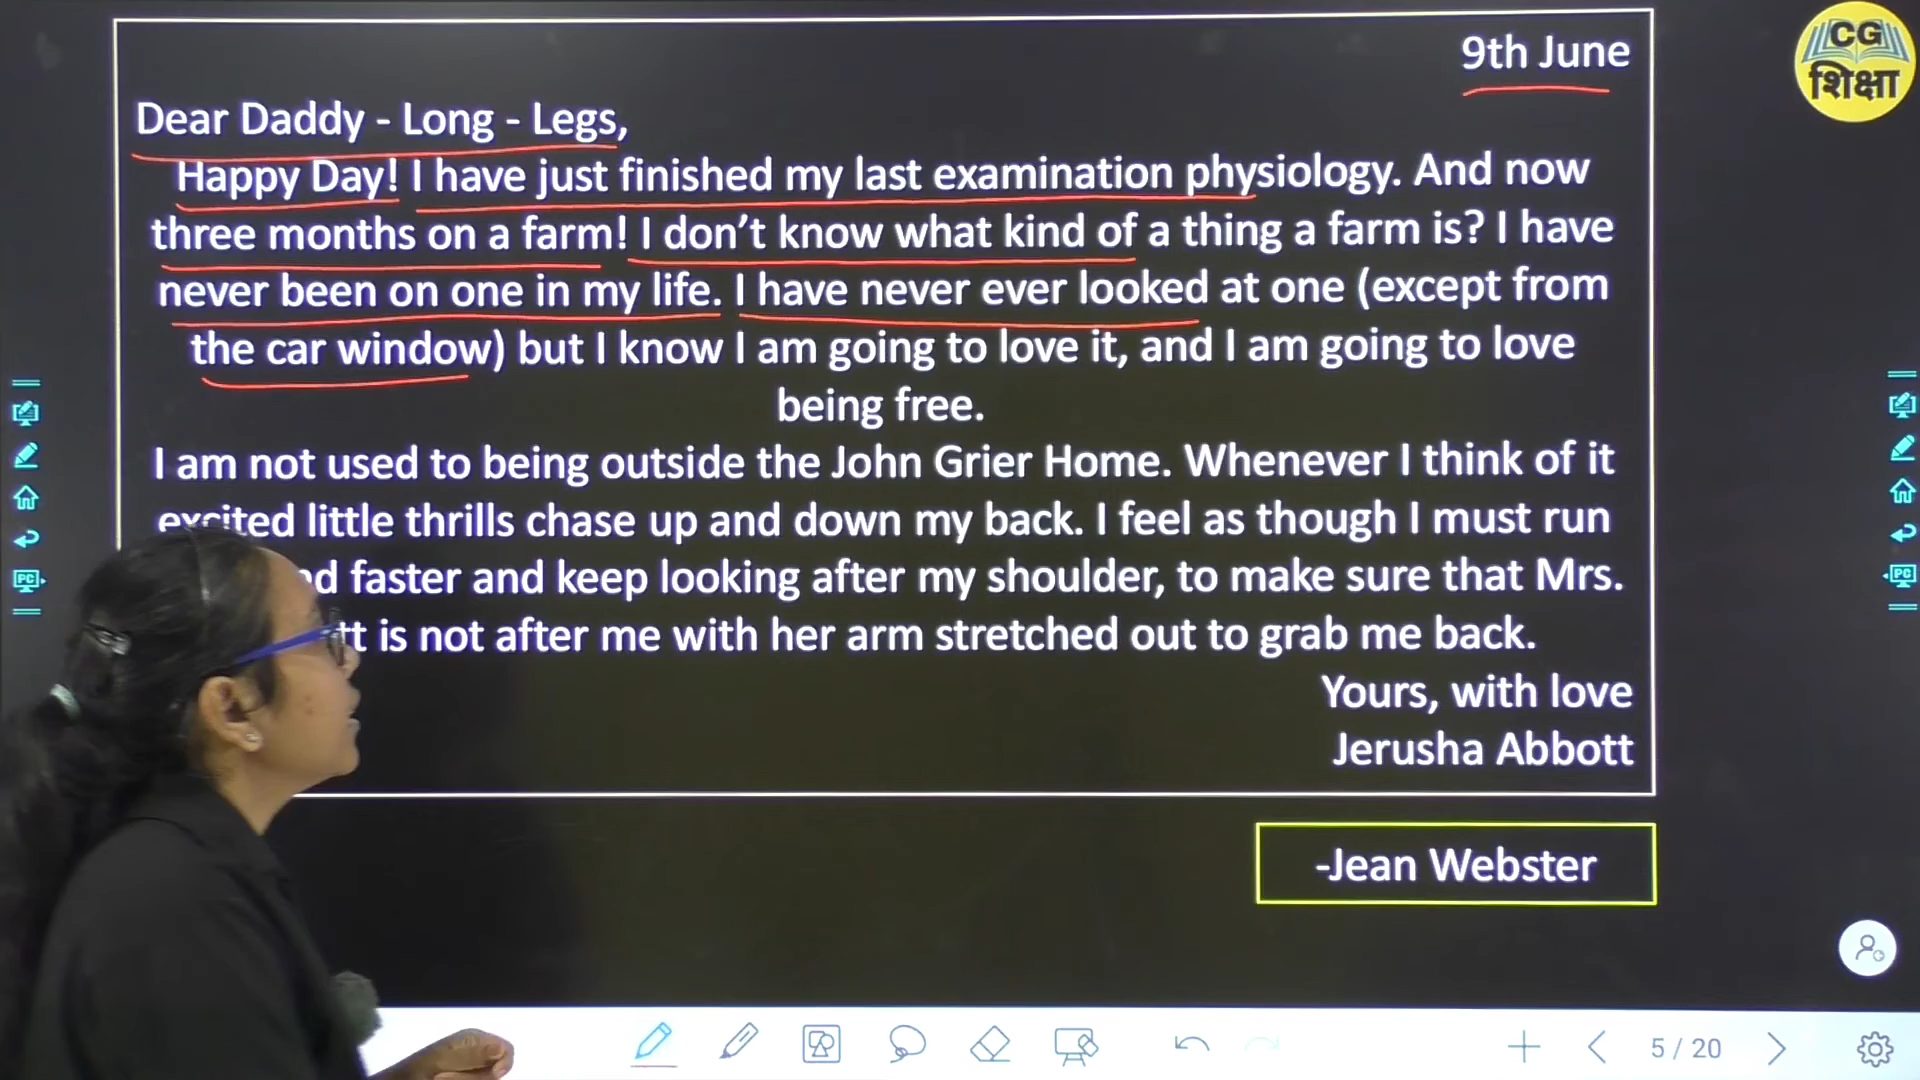 9th June
CG
शिक्षा
Dear Daddy - Long - Legs,
Happy Day! I have just finished my last examination physiology. And now
three months on a farm! I don't know what kind of a thing a farm is? I have
never been on one in my life. I have never ever looked at one (except from
the car window) but I know I am going to love it, and I am going to love
being free.
I am not used to being outside the John Grier Home. Whenever I think of it
excited little thrills chase up and down my back. I feel as though I must run
faster and keep looking after my shoulder, to make sure that Mrs.
is not after me with her arm stretched out to grab me back.
Yours, with love
Jerusha Abbott
-Jean Webster
PC
PC
5 / 20